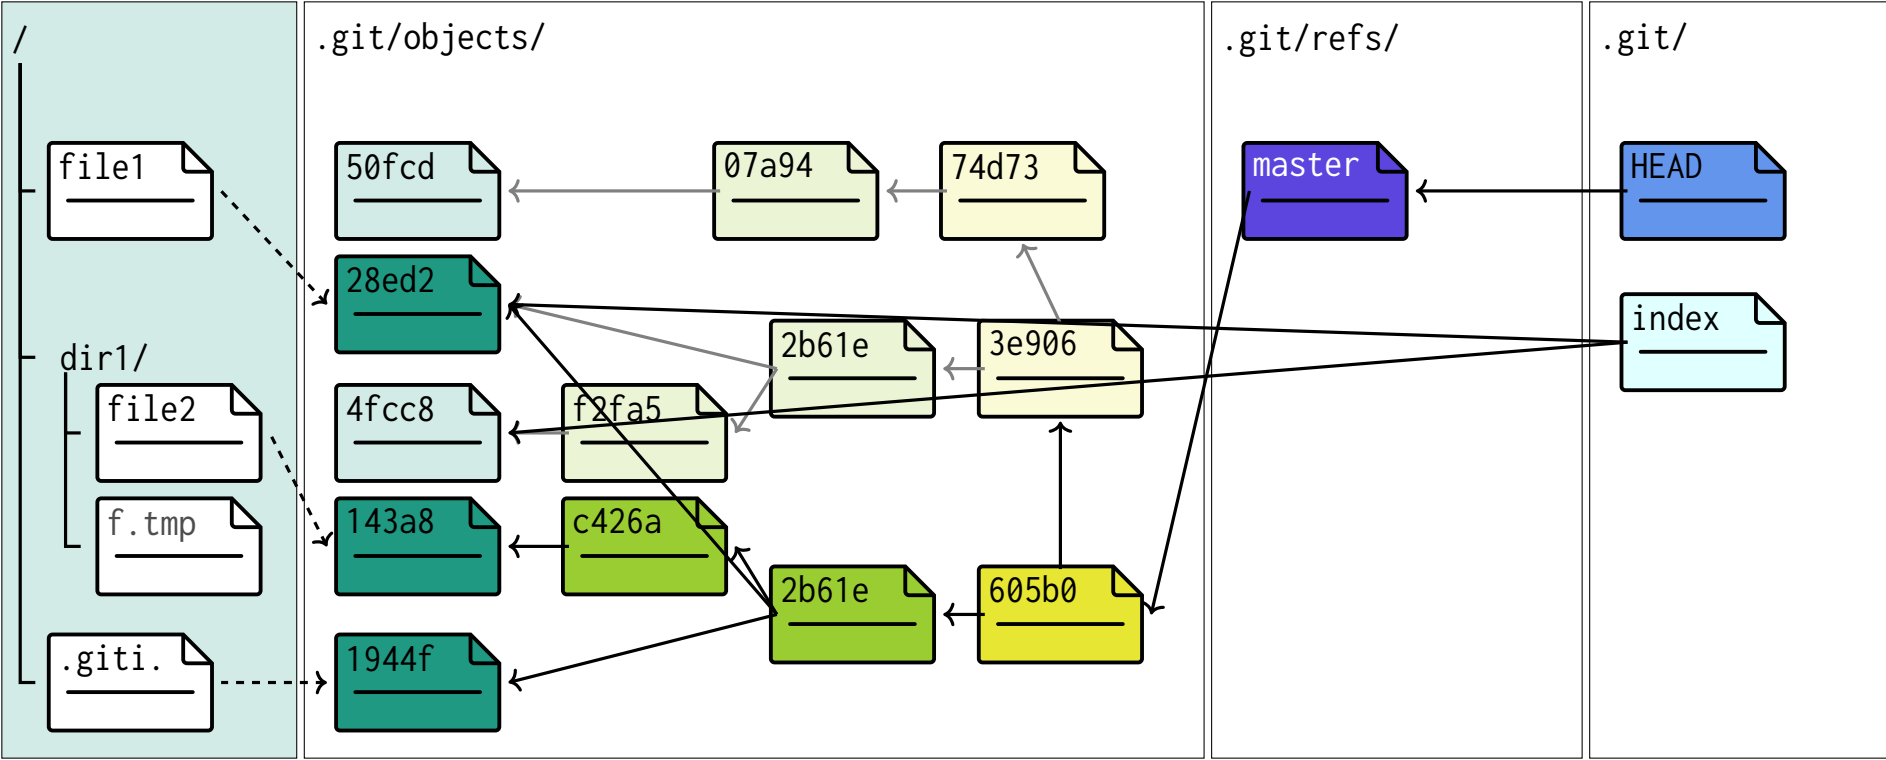 /
file1
dir1/
file2
f.tmp
.giti.
.git/objects/
50fcd
07a94
74d73
28ed2
2b61e
3e906
4fcc8
f2fa5
143a8
c426a
2b61e
605b0
1944f
.git/refs/
master
.git/
HEAD
index